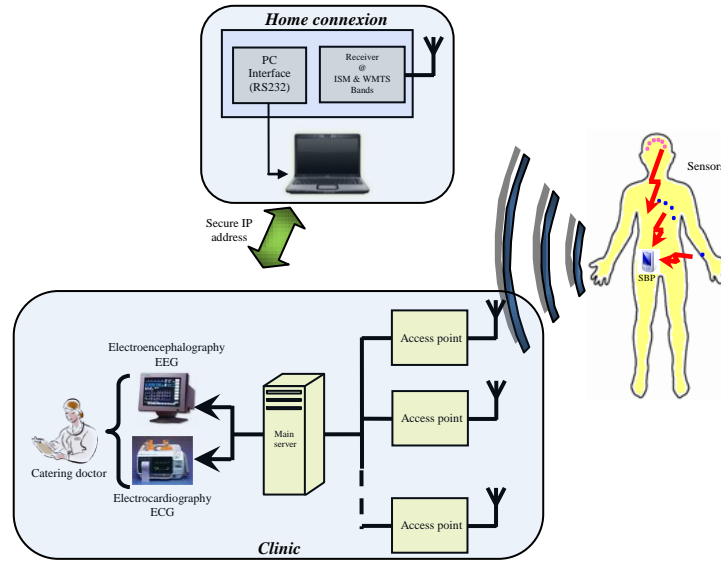 Home connexion
PC
Interface
(RS232)
Receiver
@
ISM & WMTS
Bands
Sensors
SBP
Secure IP
address
Electroencephalography
EEG
Catering doctor
Electrocardiography
ECG
Main
server
Access point
Access point
Access point
Clinic